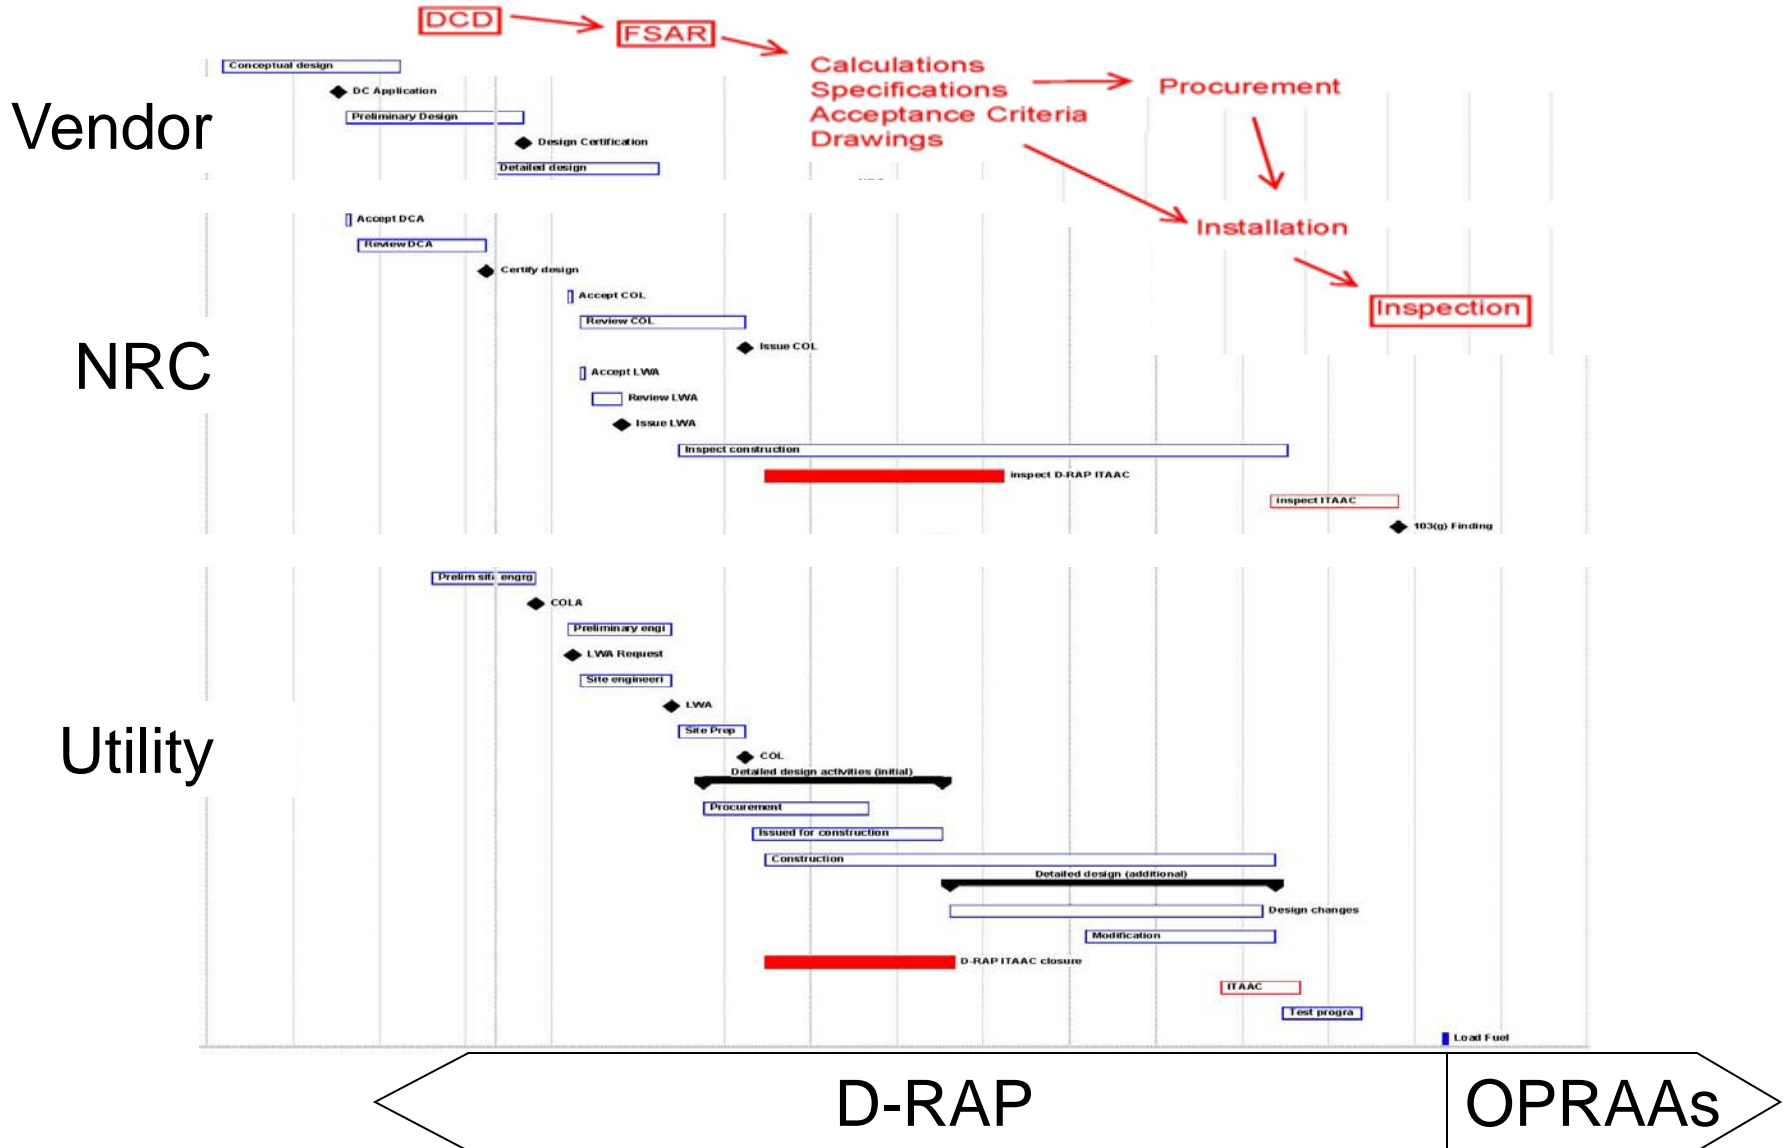 DCD
FSAR
Calculations
Specifications
Acceptance Criteria
Drawings
Procurement
Installation
Inspection
Vendor
Conceptual design
DC Application
Preliminary Design
Design Certification
Detailed design
NRC
Accept DCA
Review DCA
Certify design
Accept COL
Review COL
Issue COL
Accept LWA
Review LWA
Issue LWA
Inspect construction
inspect D-RAP ITAAC
inspect ITAAC
103(g) Finding
Utility
Prelim site engrg
COLA
Preliminary engi
LWA Request
Site engineeri
LWA
Site Prep
COL
Detailed design activities (initial)
Procurement
Issued for construction
Construction
Detailed design (additional)
Design changes
Modification
D-RAP ITAAC closure
ITAAC
Test progra
Load Fuel
D-RAP
OPRAAs